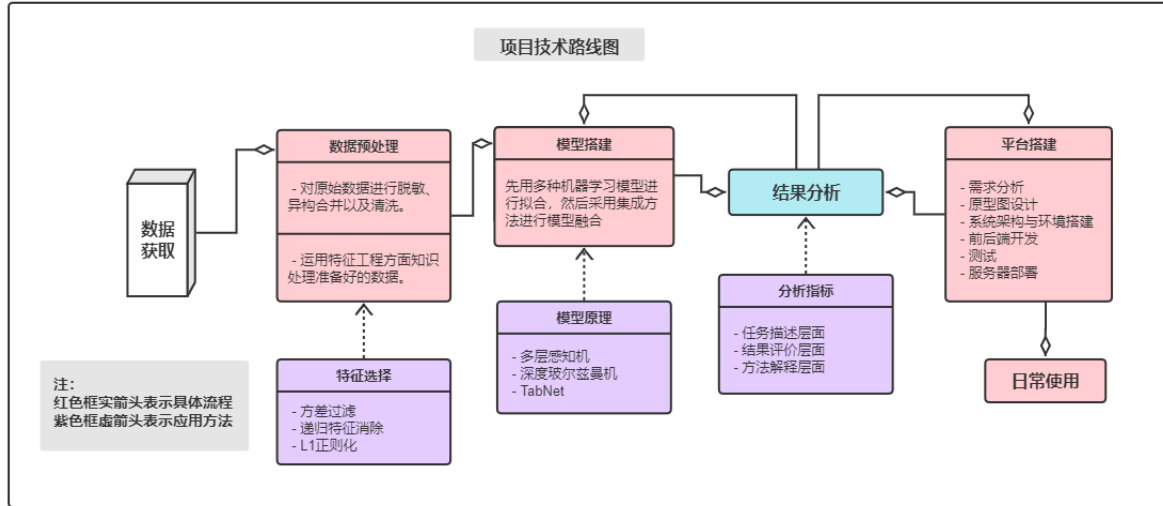 项目技术路线图
数据
获取
数据预处理
- 对原始数据进行脱敏、
异构合并以及清洗。
- 运用特征工程方面知识
处理准备好的数据。
模型搭建
先用多种机器学习模型进
行拟合，然后采用集成方
法进行模型融合
结果分析
平台搭建
- 需求分析
- 原型图设计
- 系统架构与环境搭建
- 前后端开发
- 测试
- 服务器部署
特征选择
- 方差过滤
- 递归特征消除
- L1正则化
模型原理
- 多层感知机
- 深度玻尔兹曼机
- TabNet
分析指标
- 任务描述层面
- 结果评价层面
- 方法解释层面
日常使用
注：
红色框实箭头表示具体流程
紫色框虚箭头表示应用方法